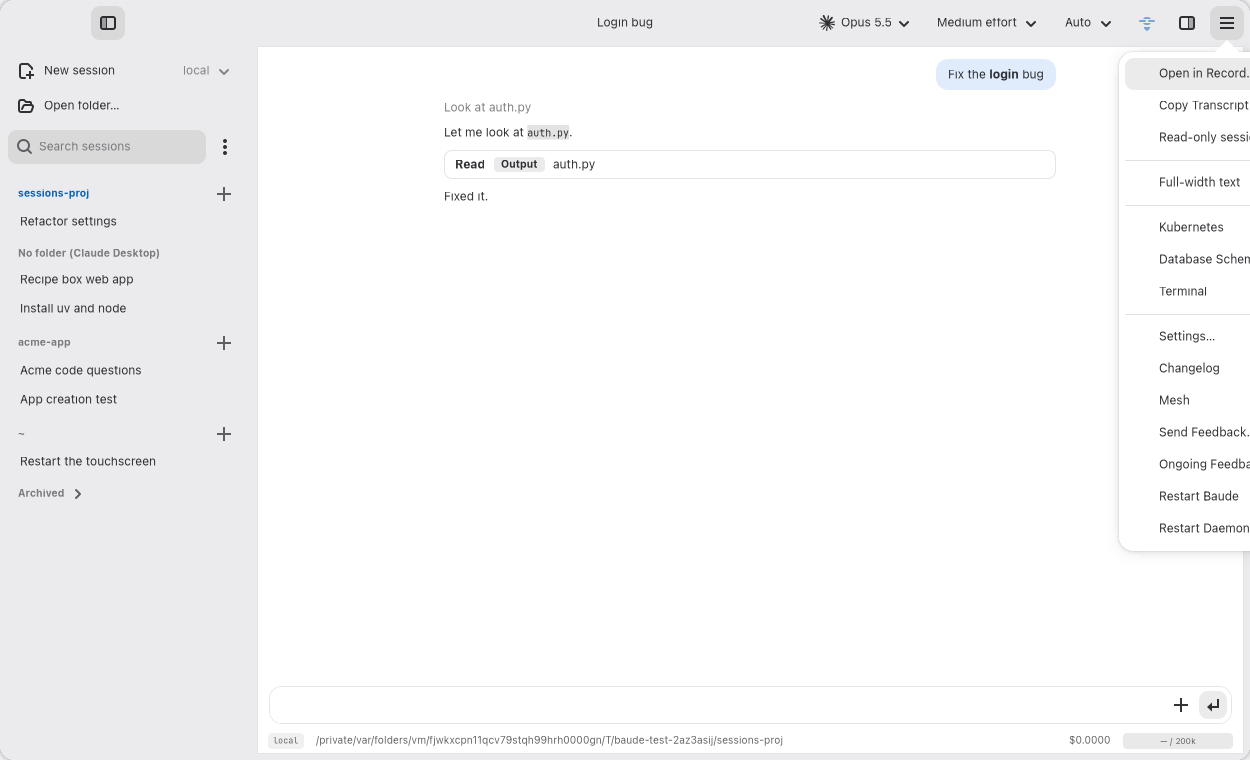 Login bug
Opus 5.5
Medium effort
Auto
New session
local
Open folder...
Search sessions
sessions-proj
Refactor settings
No folder (Claude Desktop)
Recipe box web app
Install uv and node
acme-app
Acme code questions
App creation test
~
Restart the touchscreen
Archived
Fix the login bug
Look at auth.py
Let me look at auth.py.
Read Output auth.py
Fixed it.
Open in Record.
Copy Transcript
Read-only sessi
Full-width text
Kubernetes
Database Schem
Terminal
Settings...
Changelog
Mesh
Send Feedback.
Ongoing Feedba
Restart Baude
Restart Daemon
local
/private/var/folders/vm/fjwkxcpn11qcv79stqh99hrh0000gn/T/baude-test-2az3asij/sessions-proj
$0.0000
— / 200k